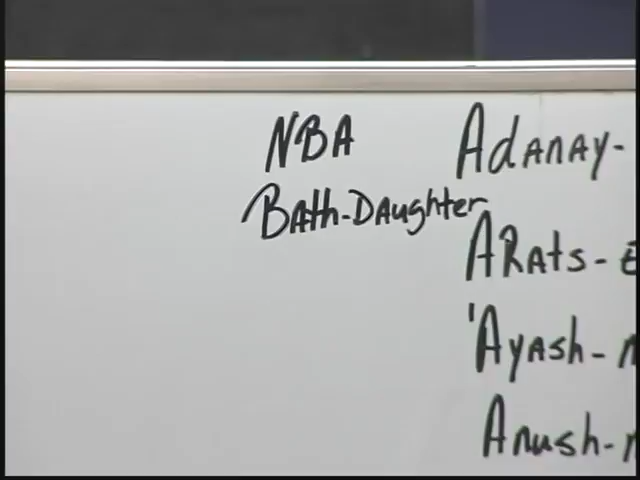 NBA
Bath-Daughter
Adanay-
ARats-
'Ayash-
Anush-